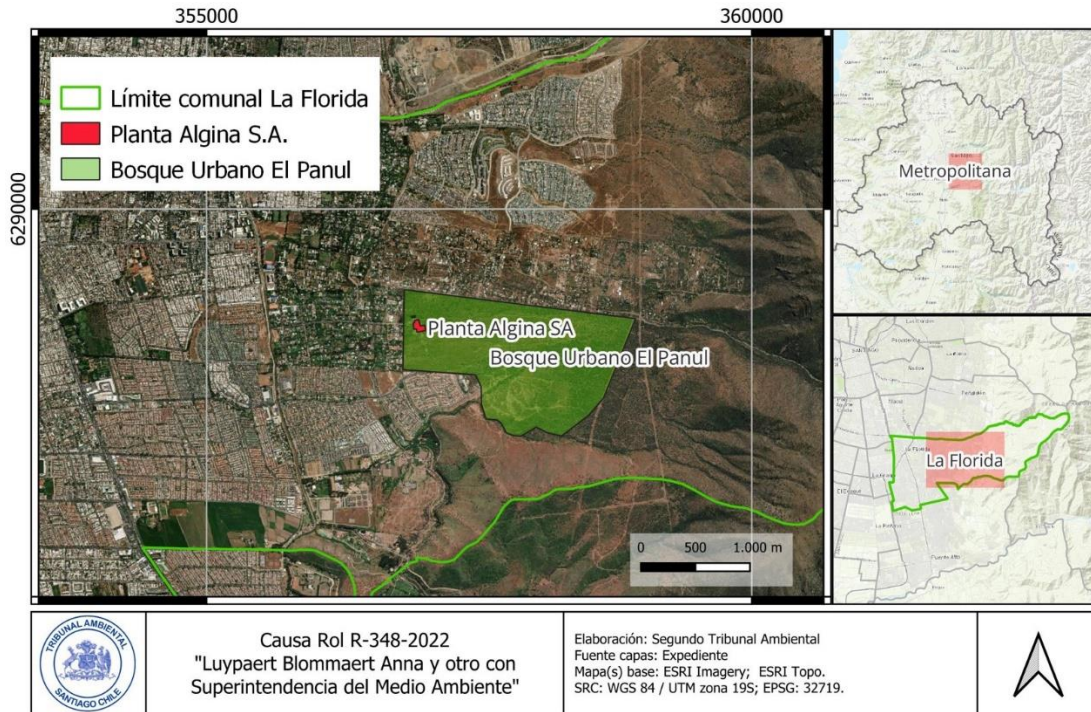 355000
360000
6290000
Límite comunal La Florida
Planta Algina S.A.
Bosque Urbano El Panul
Planta Algina SA
Bosque Urbano El Panul
0 500 1.000 m
Metropolitana
La Florida
TRIBUNAL AMBIENTAL
SANTIAGO CHILE
Causa Rol R-348-2022
"Luypaert Blommaert Anna y otro con
Superintendencia del Medio Ambiente"
Elaboración: Segundo Tribunal Ambiental
Fuente capas: Expediente
Mapa(s) base: ESRI Imagery; ESRI Topo.
SRC: WGS 84 / UTM zona 19S; EPSG: 32719.